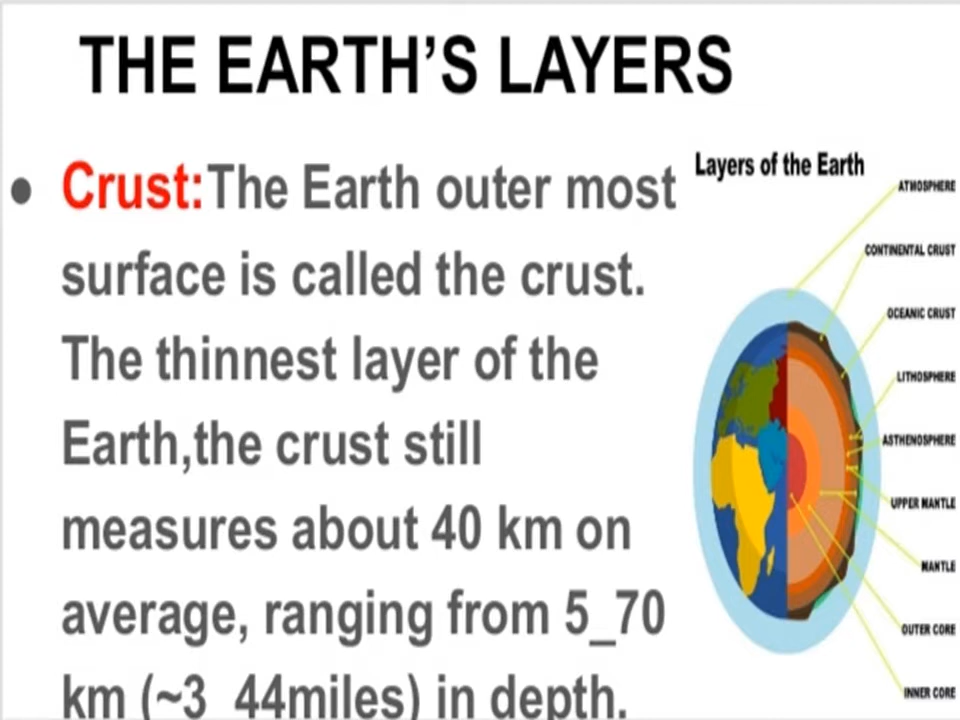 THE EARTH’S LAYERS
● Crust:The Earth outer most
surface is called the crust.
The thinnest layer of the
Earth,the crust still
measures about 40 km on
average, ranging from 5_70
km (~3_44miles) in depth.
Layers of the Earth
ATMOSPHERE
CONTINENTAL CRUST
OCEANIC CRUST
LITHOSPHERE
ASTHENOSPHERE
UPPER MANTLE
MANTLE
OUTER CORE
INNER CORE